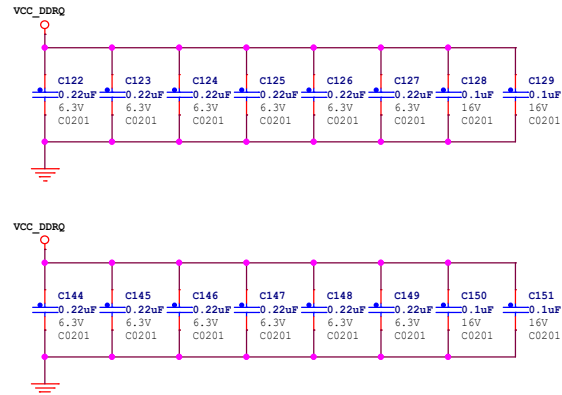 VCC_DDRQ
C122 C123 C124 C125 C126 C127 C128 C129
0.22uF 0.22uF 0.22uF 0.22uF 0.22uF 0.22uF 0.1uF 0.1uF
6.3V 6.3V 6.3V 6.3V 6.3V 6.3V 16V 16V
C0201 C0201 C0201 C0201 C0201 C0201 C0201 C0201
VCC_DDRQ
C144 C145 C146 C147 C148 C149 C150 C151
0.22uF 0.22uF 0.22uF 0.22uF 0.22uF 0.22uF 0.1uF 0.1uF
6.3V 6.3V 6.3V 6.3V 6.3V 6.3V 16V 16V
C0201 C0201 C0201 C0201 C0201 C0201 C0201 C0201